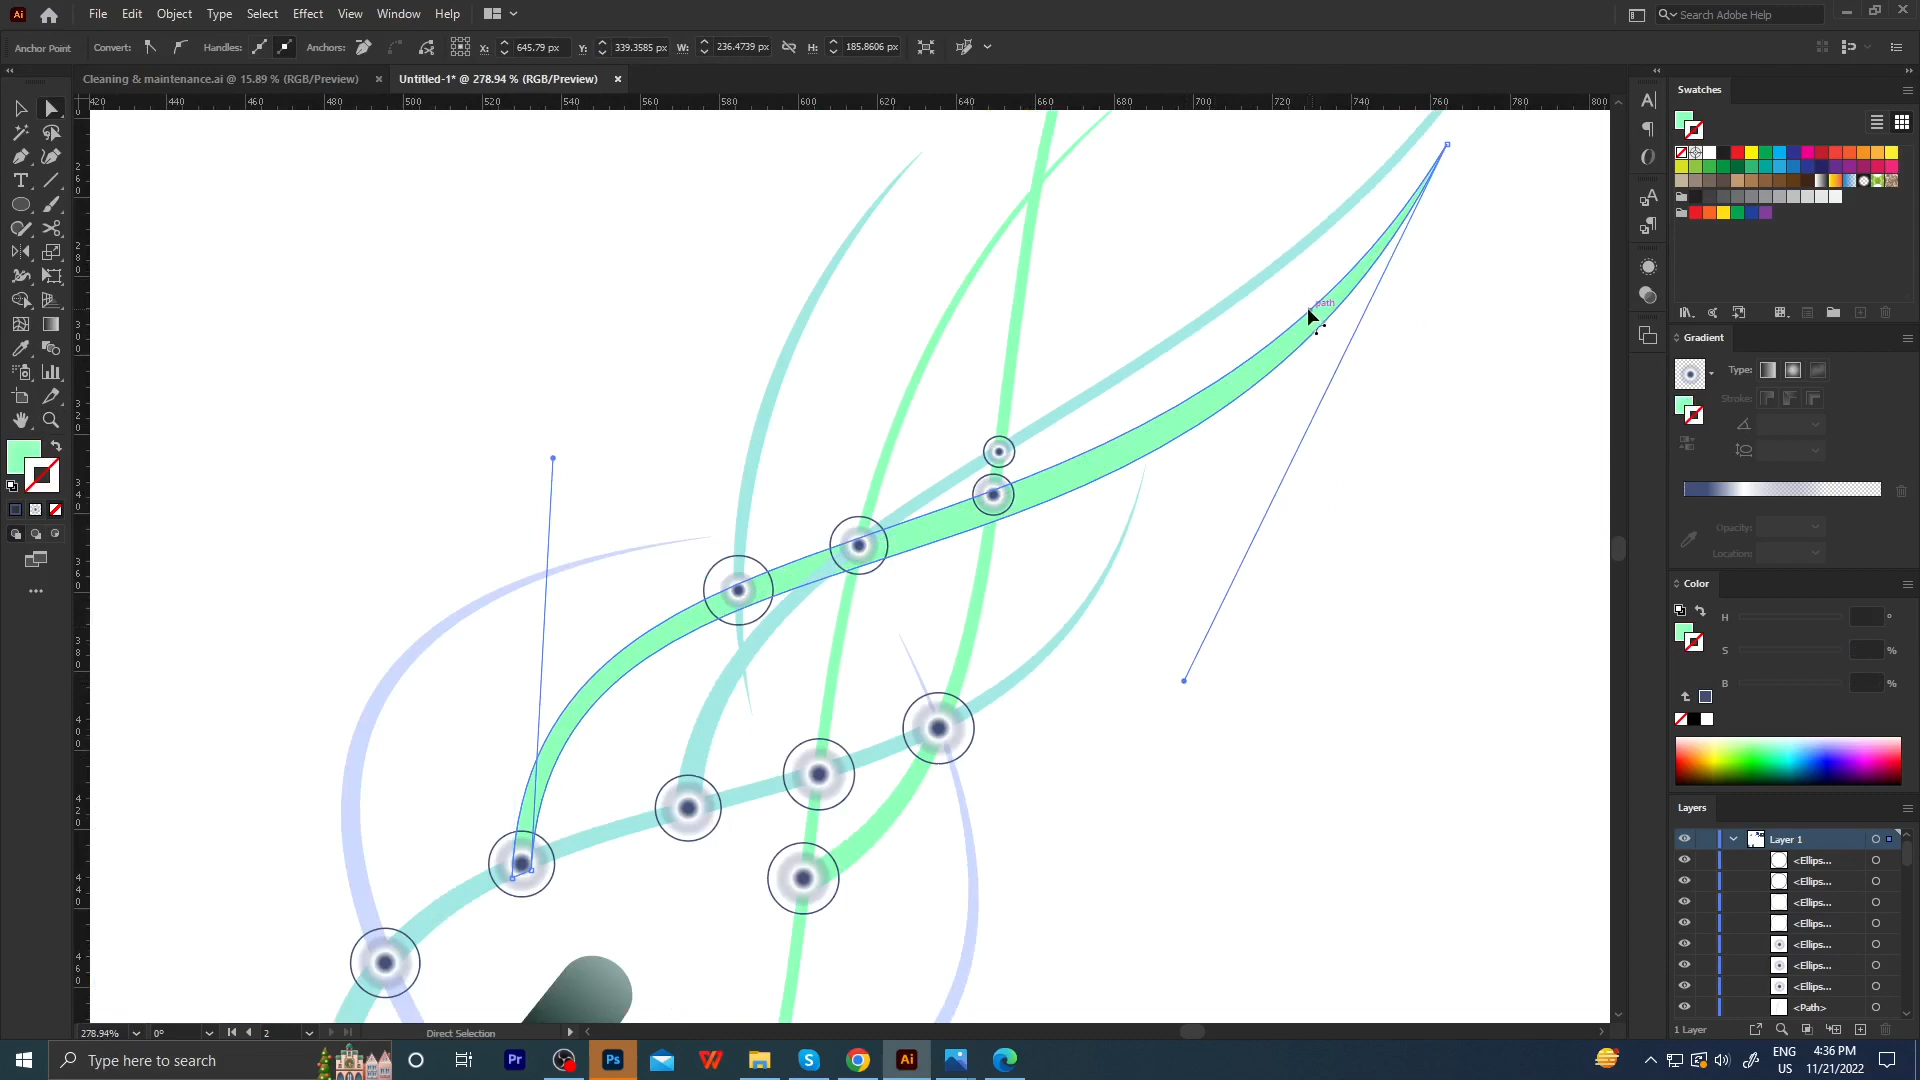 Ai File Edit Object Type Select Effect View Window Help Search Adobe Help
Anchor Point Convert: Handles: Anchors: X: 645.79 px Y: 339.3585 px W: 236.4739 px H: 185.8606 px
Cleaning & maintenance.ai @ 15.89 % (RGB/Preview) × Untitled-1* @ 278.94 % (RGB/Preview) ×
420 440 460 480 500 520 540 560 580 600 620 640 660 680 700 720 740 760 780 800
Swatches
path
Gradient
Type:
Stroke:
Opacity:
Location:
Color
H °
S %
B %
Layers
Layer 1
<Ellips...
<Ellips...
<Ellips...
<Ellips...
<Ellips...
<Ellips...
<Ellips...
<Path>
1 Layer
278.94% 0° 2 Direct Selection
Type here to search Pr Ps Ai ENG US 4:36 PM 11/21/2022